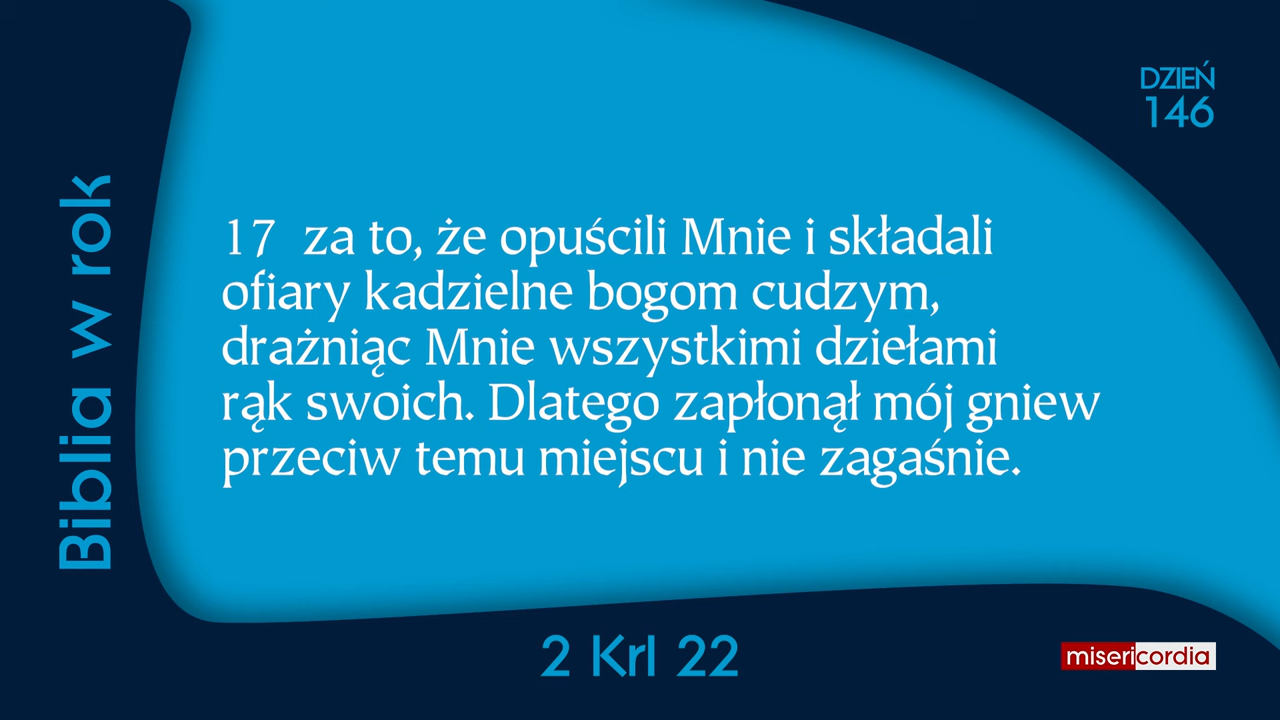 DZIEŃ
146
Biblia w rok
17 za to, że opuścili Mnie i składali
ofiary kadzielne bogom cudzym,
drażniąc Mnie wszystkimi dziełami
rąk swoich. Dlatego zapłonął mój gniew
przeciw temu miejscu i nie zagaśnie.
2 Krl 22
misericordia